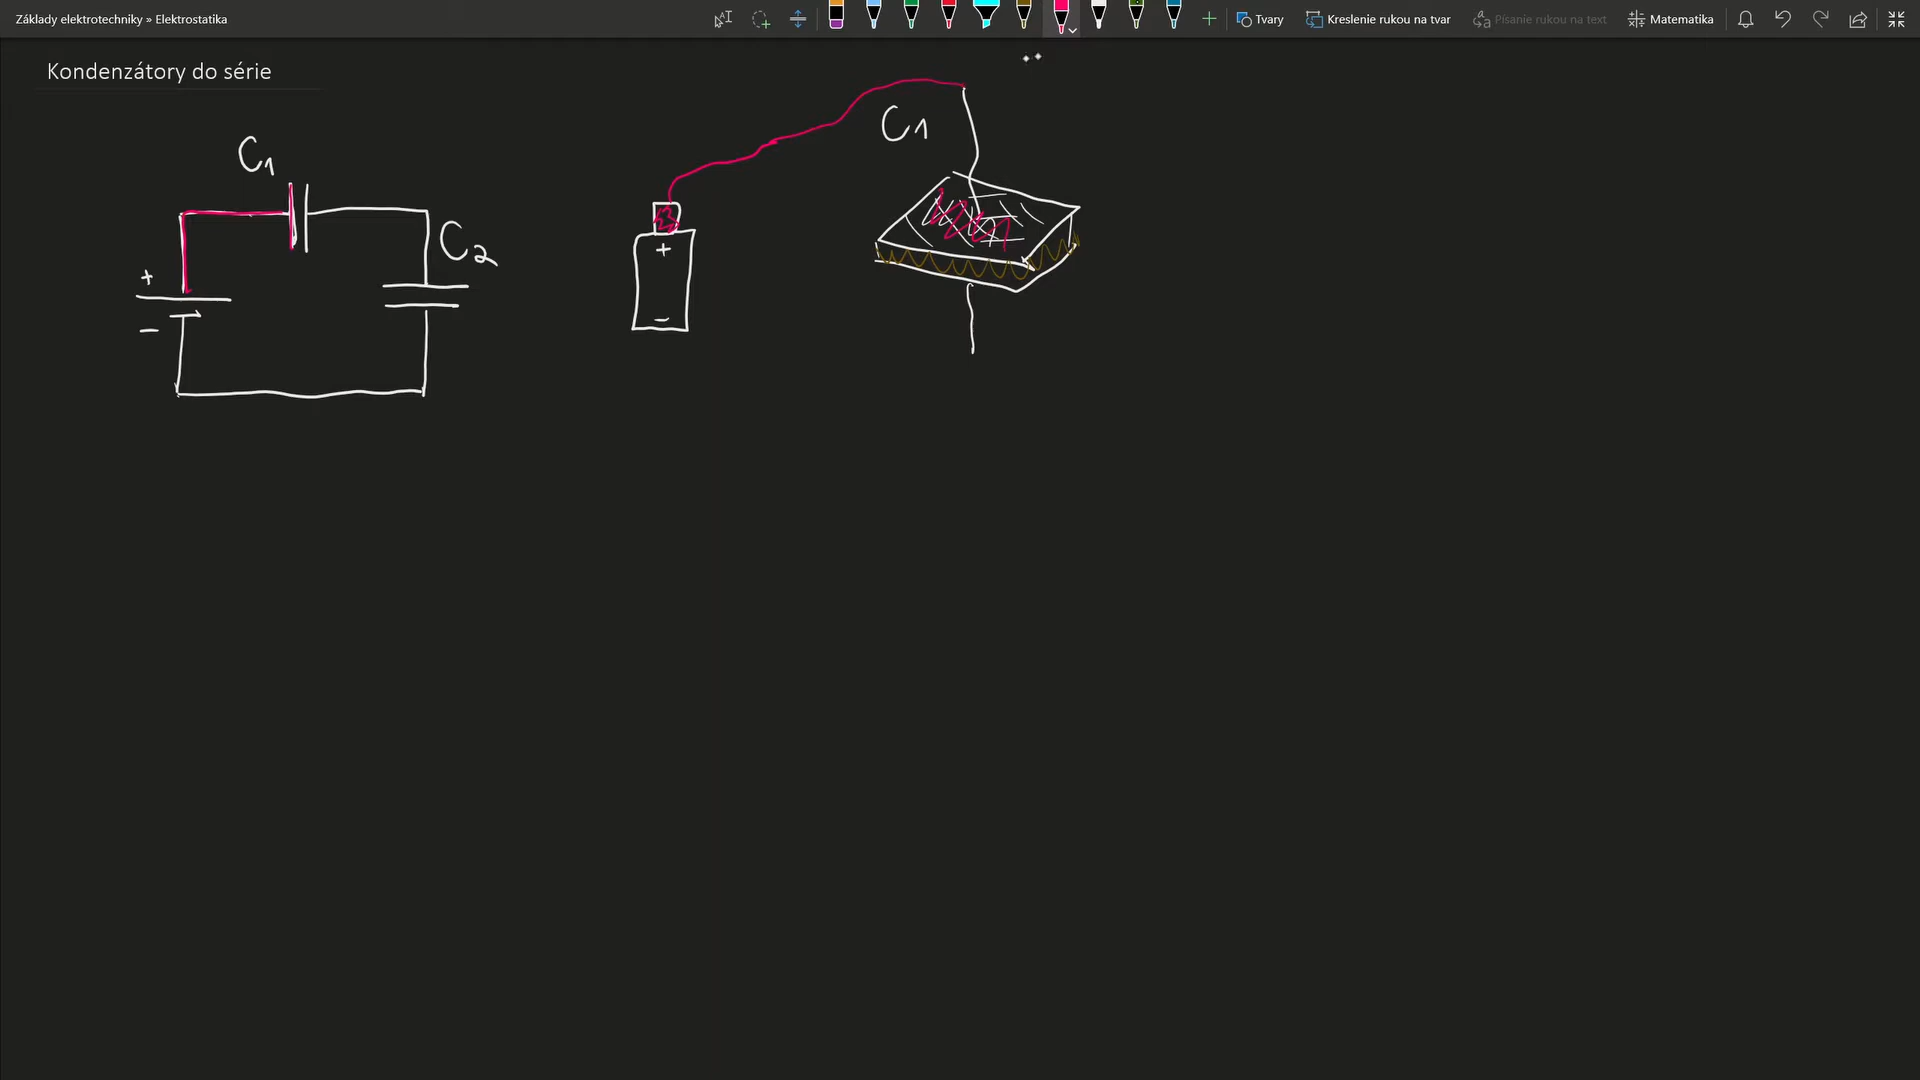 Základy elektrotechniky » Elektrostatika
Tvary
Kreslenie rukou na tvar
Písanie rukou na text
Matematika
Kondenzátory do série
C1
C1
C2
+
+
−
−